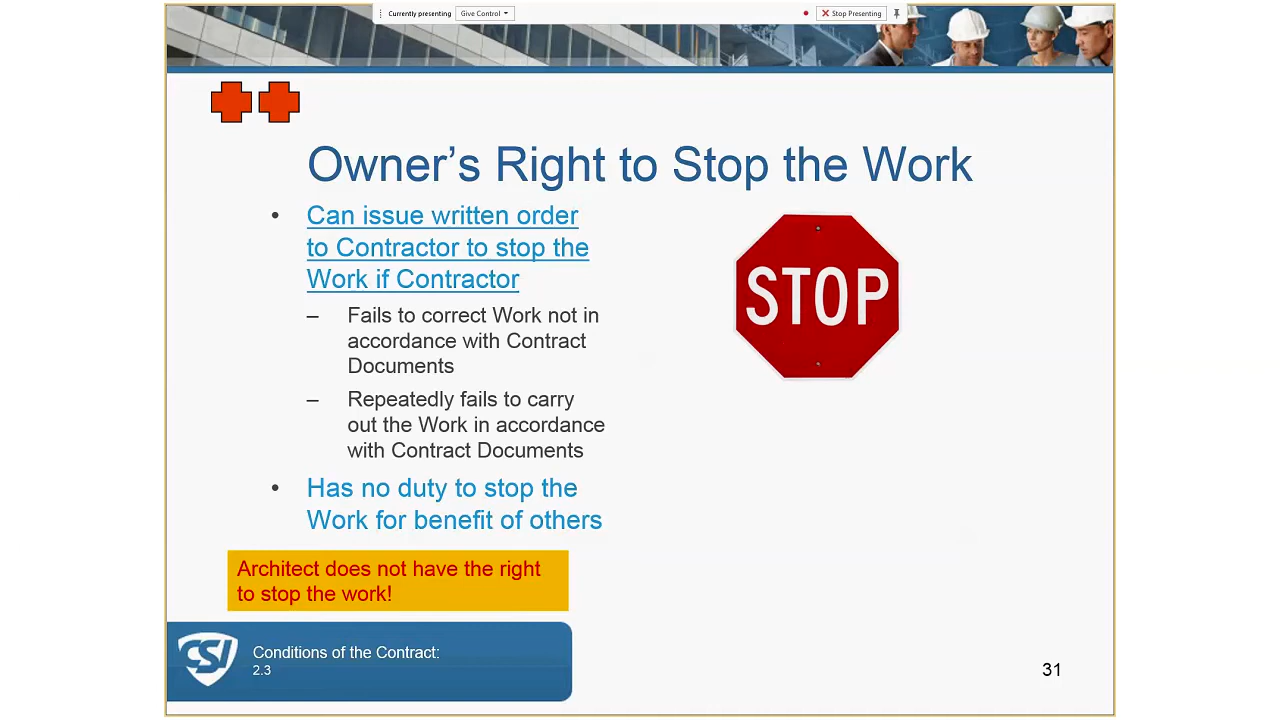 Currently presenting Give Control Stop Presenting
Owner's Right to Stop the Work
• Can issue written order
to Contractor to stop the
Work if Contractor
– Fails to correct Work not in
accordance with Contract
Documents
– Repeatedly fails to carry
out the Work in accordance
with Contract Documents
• Has no duty to stop the
Work for benefit of others
STOP
Architect does not have the right
to stop the work!
CSI
Conditions of the Contract:
2.3
31